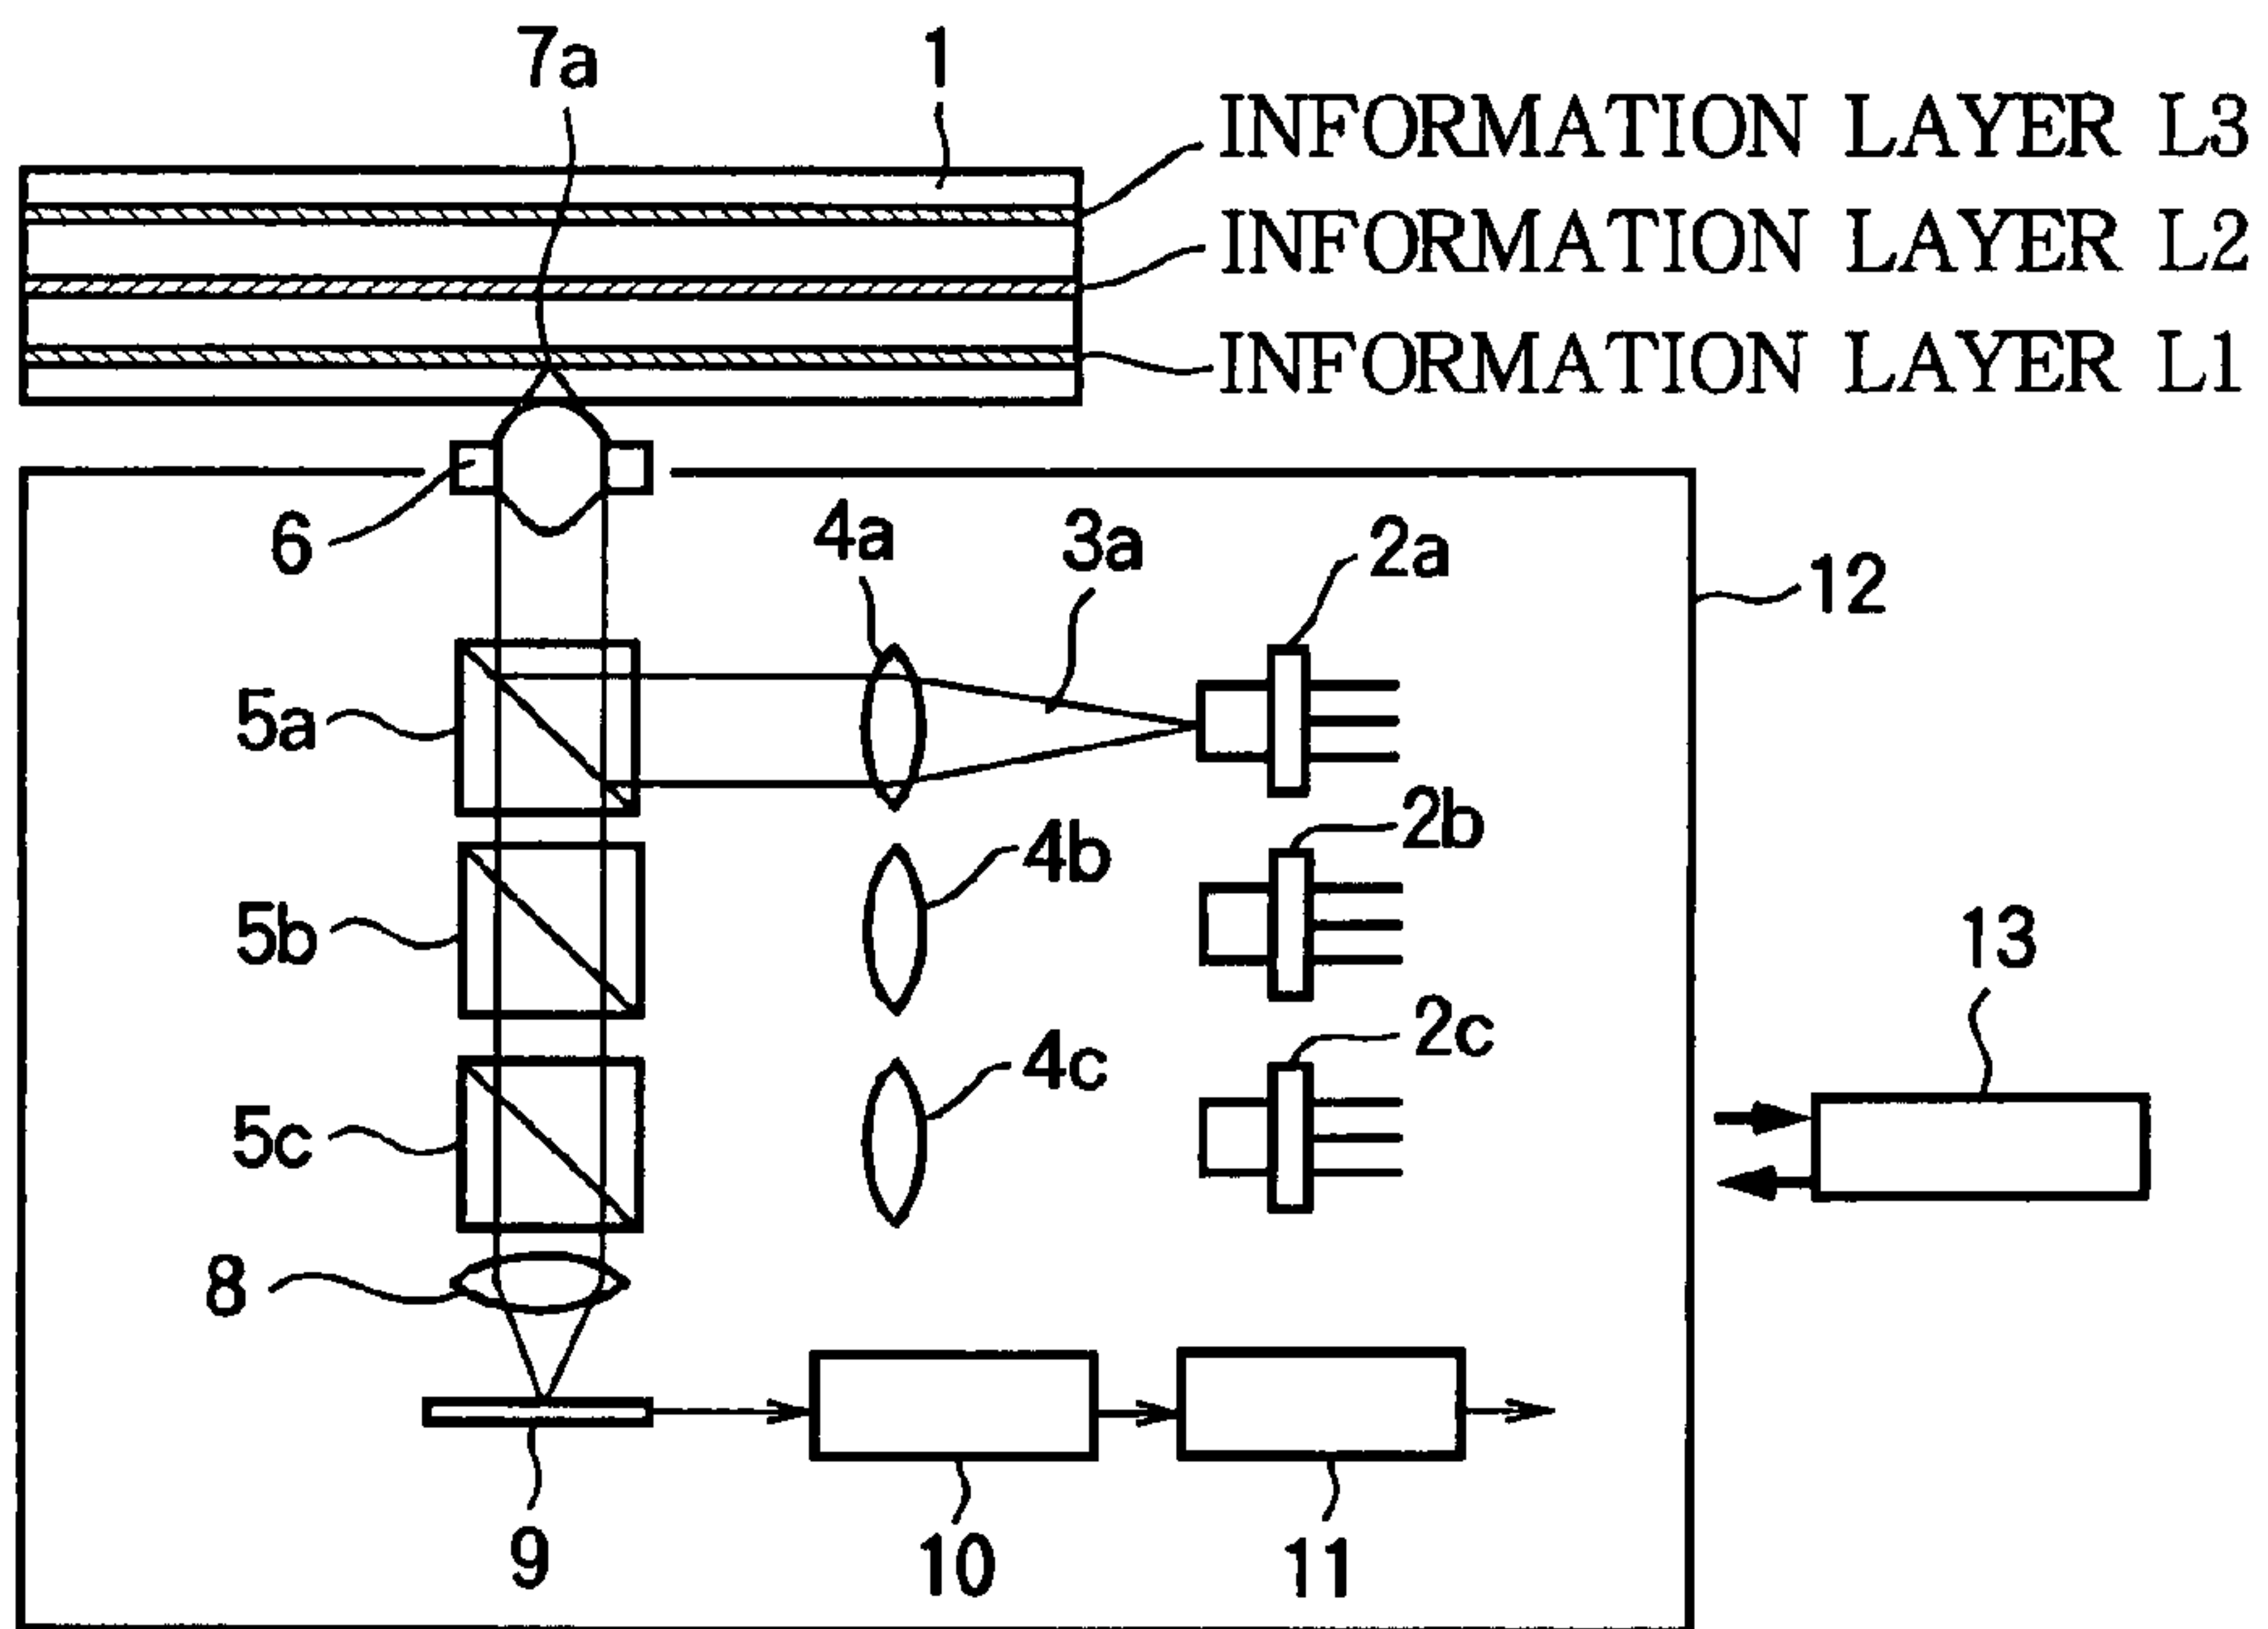 7a
1
INFORMATION LAYER L3
INFORMATION LAYER L2
INFORMATION LAYER L1
6
4a
3a
2a
12
5a
2b
4b
5b
13
2c
4c
5c
8
9
10
11